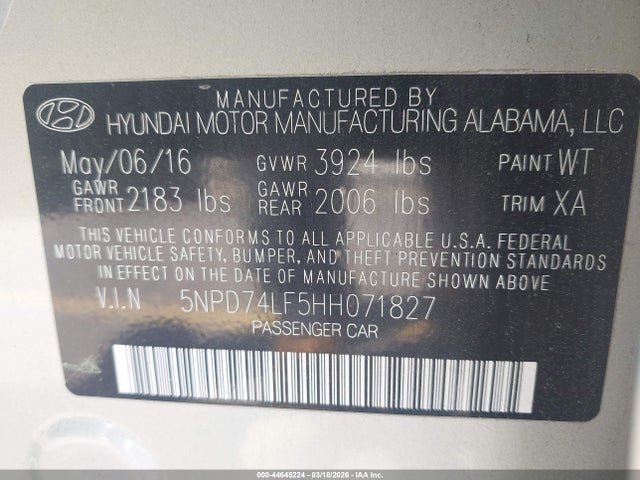 MANUFACTURED BY
HYUNDAI MOTOR MANUFACTURING ALABAMA, LLC
May/06/16 GVWR 3924 lbs PAINT WT
GAWR FRONT 2183 lbs GAWR REAR 2006 lbs TRIM XA
THIS VEHICLE CONFORMS TO ALL APPLICABLE U.S.A. FEDERAL
MOTOR VEHICLE SAFETY, BUMPER, AND THEFT PREVENTION STANDARDS
IN EFFECT ON THE DATE OF MANUFACTURE SHOWN ABOVE
V.I.N 5NPD74LF5HH071827
PASSENGER CAR
000-44645224 - 03/18/2026 - IAAI, Inc.